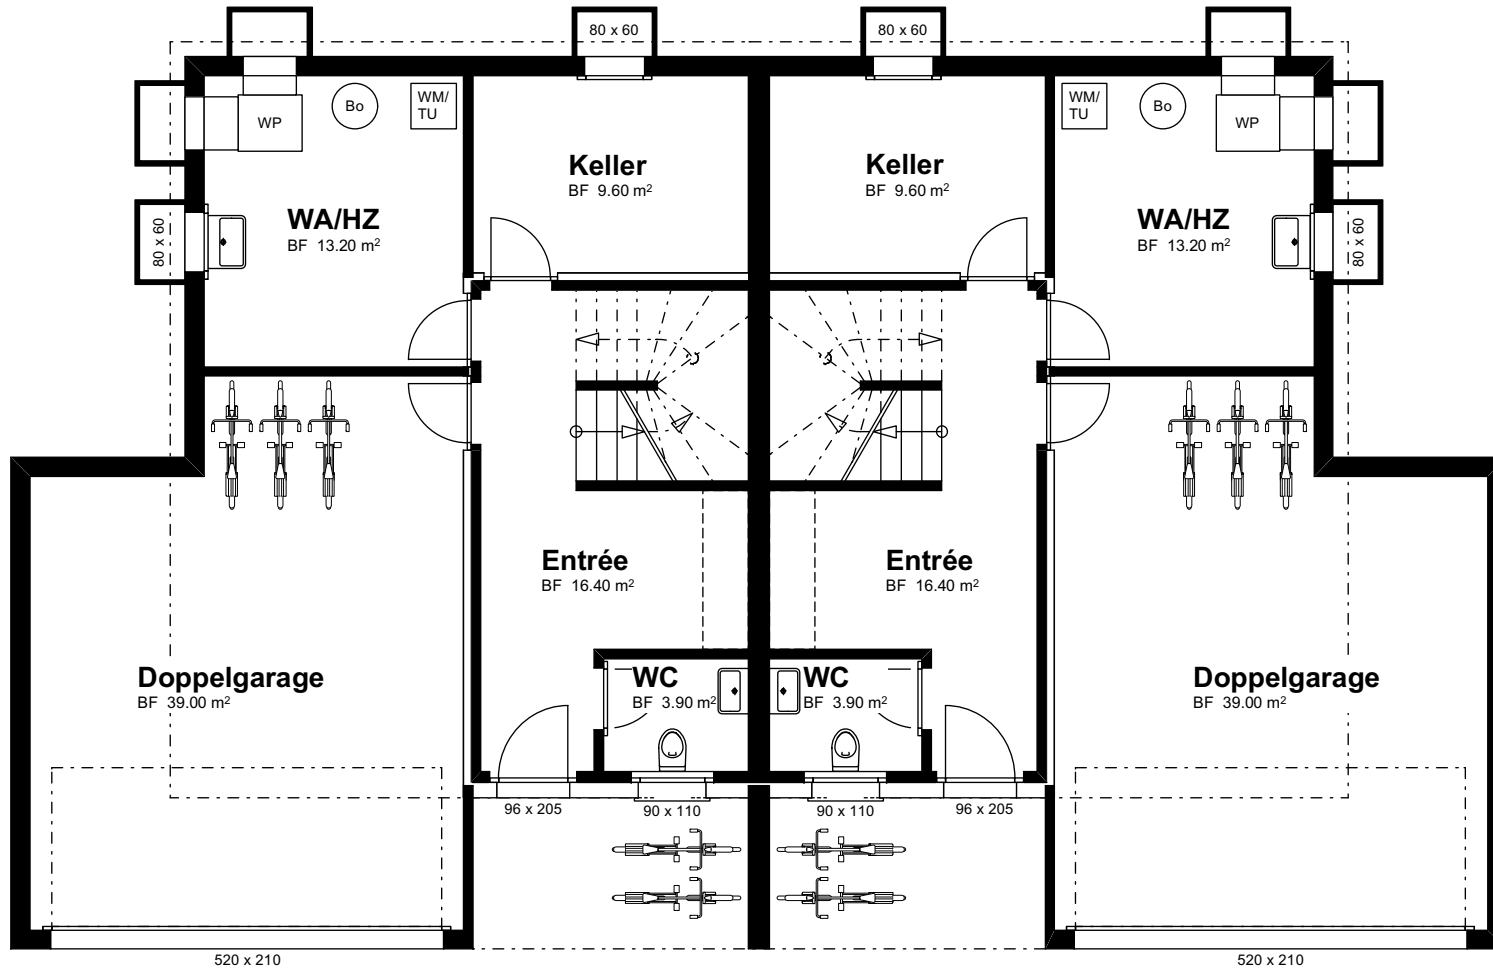 80 x 60
80 x 60
WP
Bo
WM/
TU
WM/
TU
Bo
WP
Keller
BF 9.60 m²
Keller
BF 9.60 m²
80 x 60
WA/HZ
BF 13.20 m²
WA/HZ
BF 13.20 m²
80 x 60
Entrée
BF 16.40 m²
Entrée
BF 16.40 m²
Doppelgarage
BF 39.00 m²
WC
BF 3.90 m²
WC
BF 3.90 m²
Doppelgarage
BF 39.00 m²
96 x 205
90 x 110
90 x 110
96 x 205
520 x 210
520 x 210